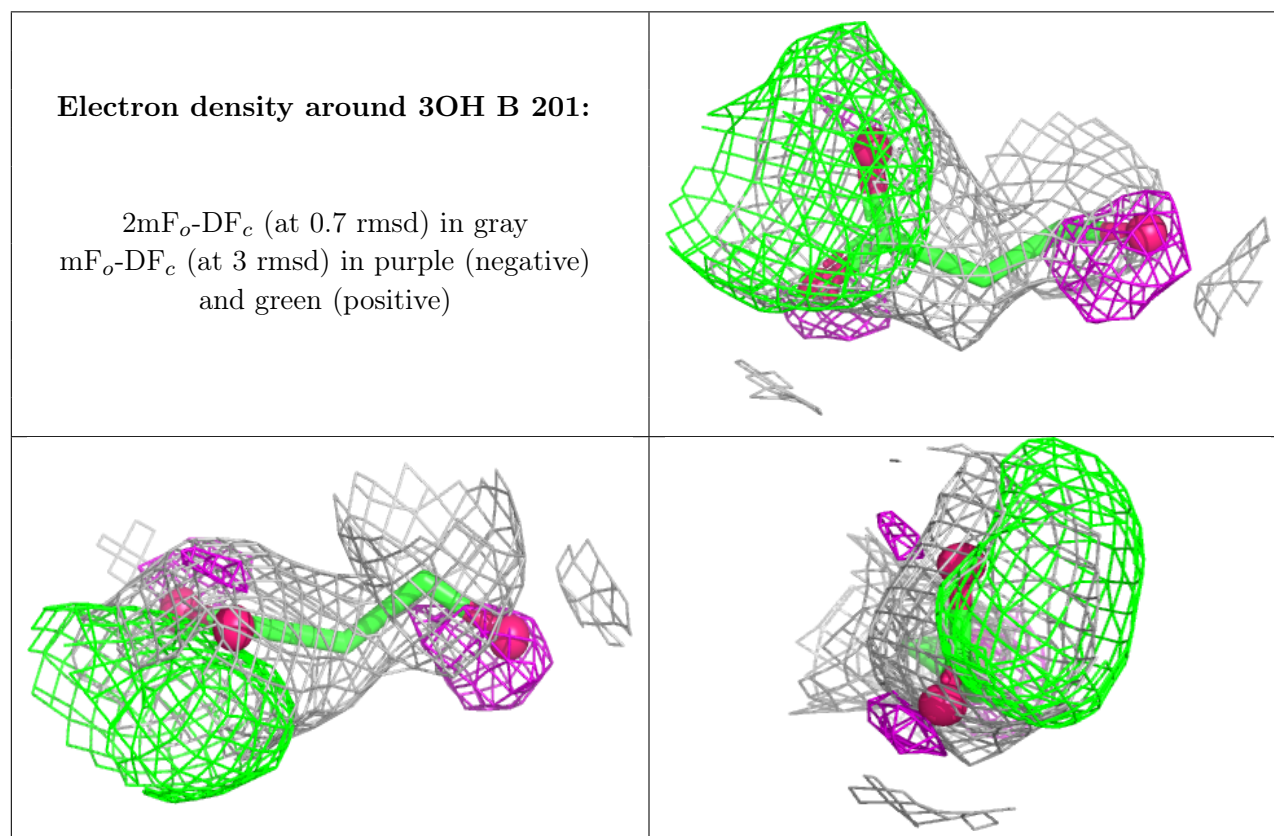 Electron density around 3OH B 201:
2mFo-DFc (at 0.7 rmsd) in gray
mFo-DFc (at 3 rmsd) in purple (negative)
and green (positive)